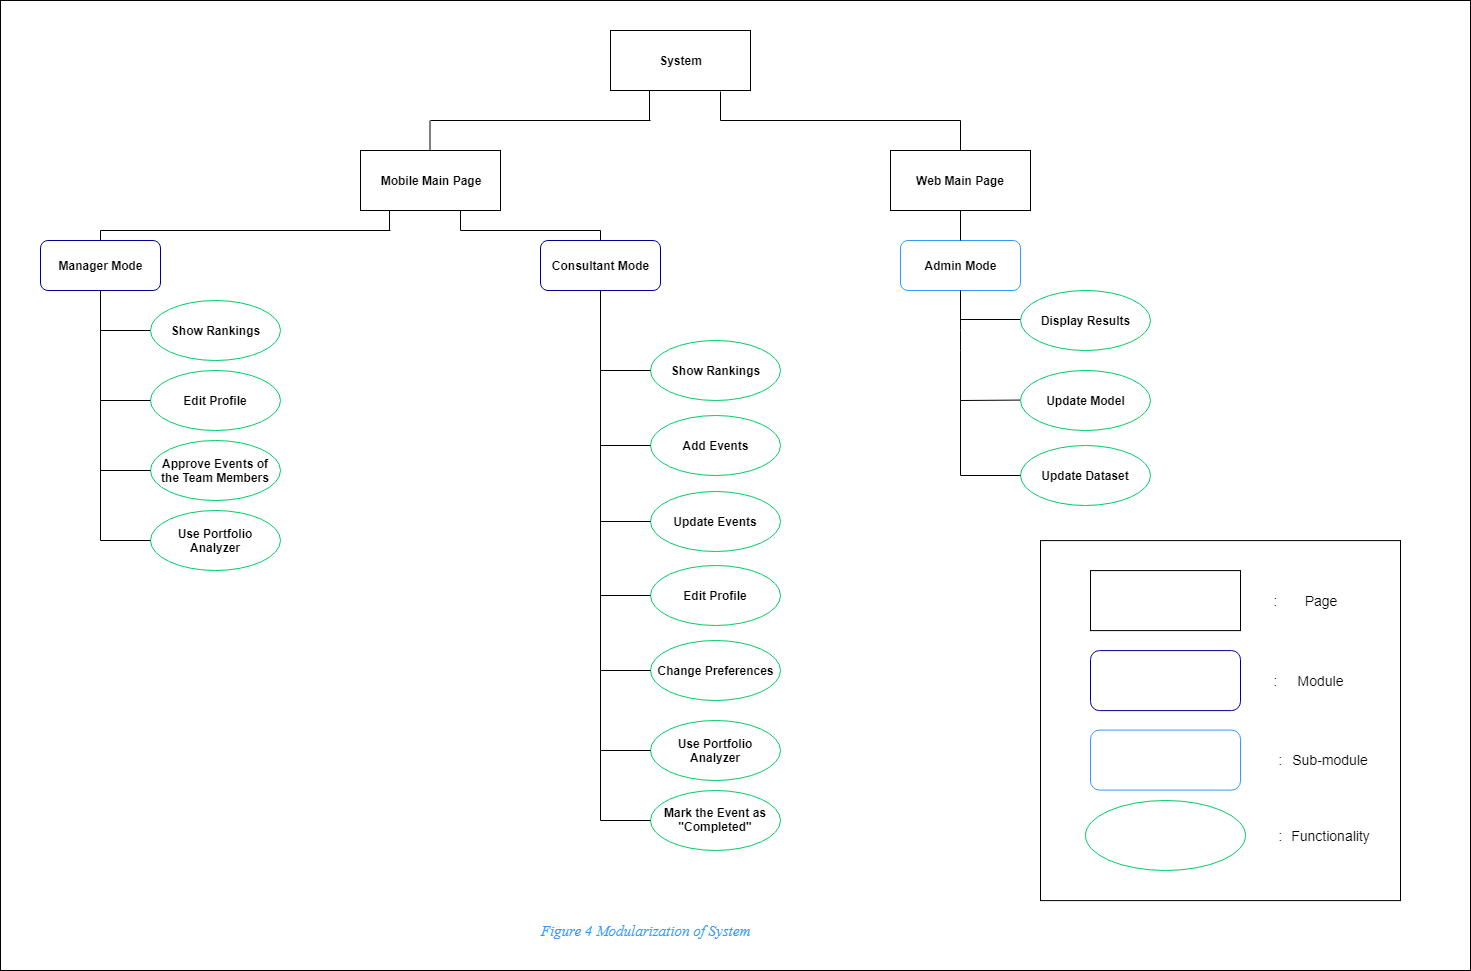 System
Mobile Main Page
Web Main Page
Manager Mode
Consultant Mode
Admin Mode
Show Rankings
Edit Profile
Approve Events of
the Team Members
Use Portfolio
Analyzer
Show Rankings
Add Events
Update Events
Edit Profile
Change Preferences
Use Portfolio
Analyzer
Mark the Event as
"Completed"
Display Results
Update Model
Update Dataset
: Page
: Module
: Sub-module
: Functionality
Figure 4 Modularization of System